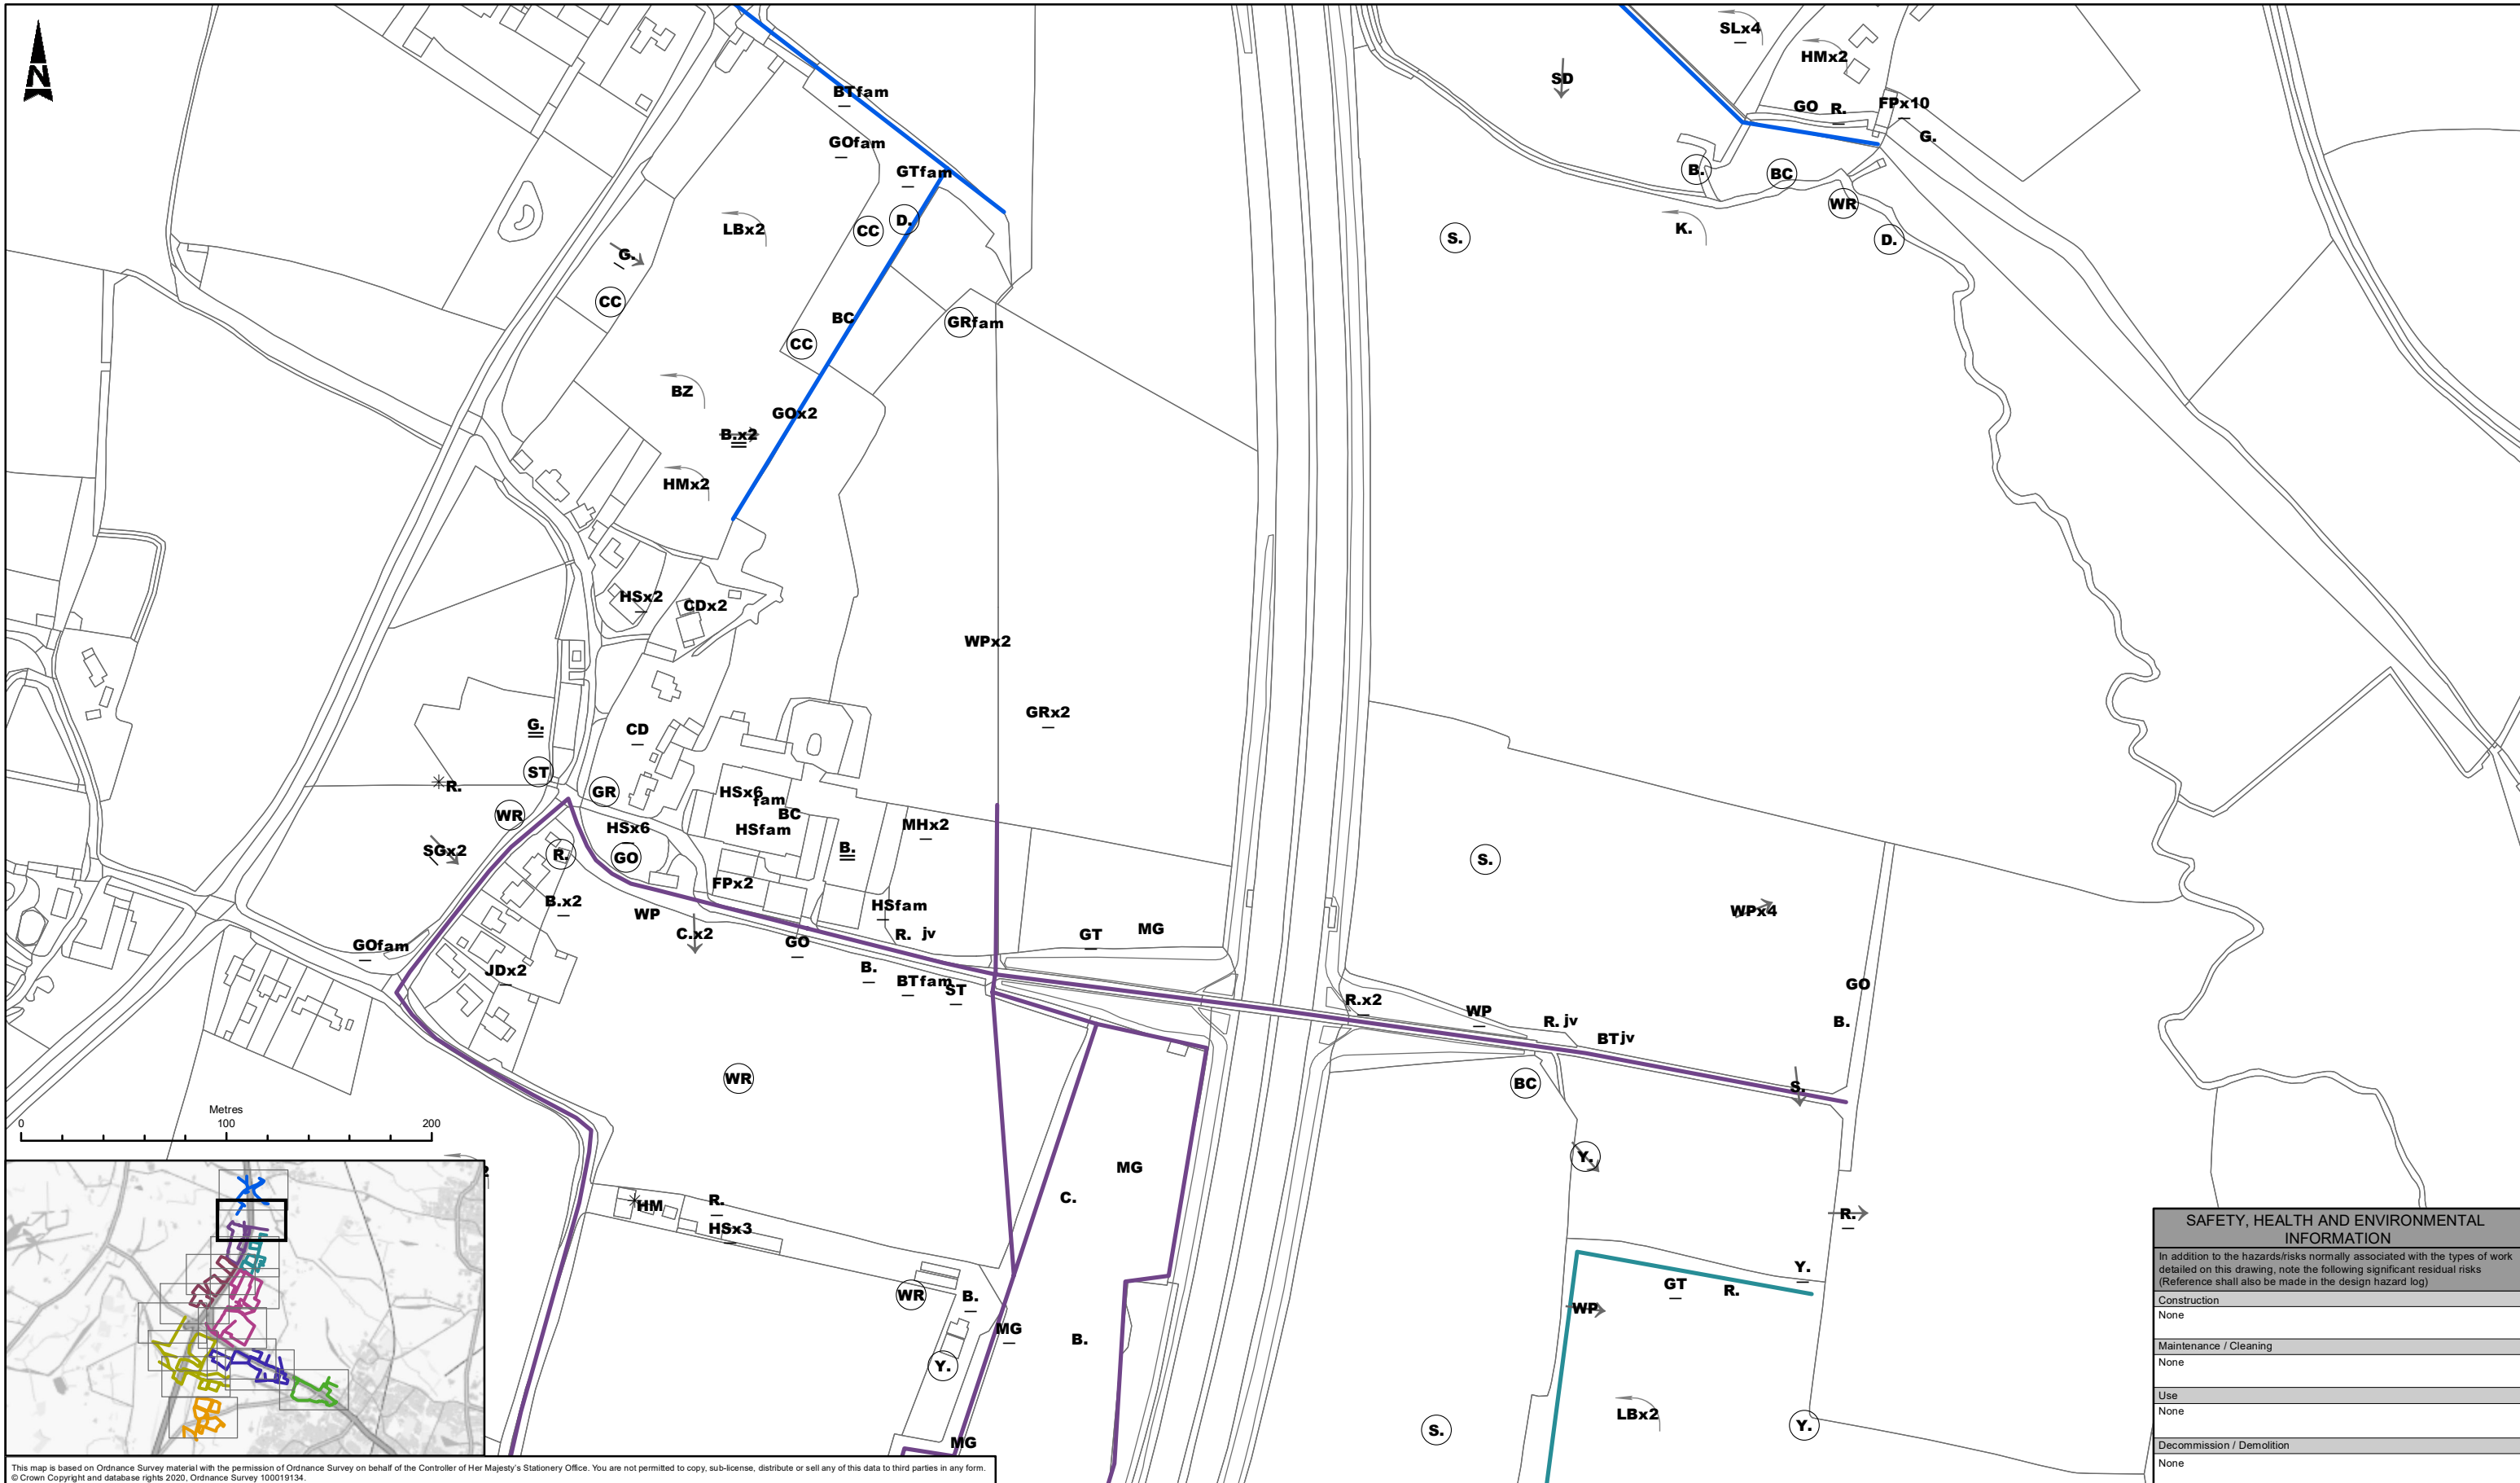 N
SLx4
HMx2
SD
BTfam
GO R. FPx10
G.
GOfam
GTfam
B.
BC
WR
D.
CC
LBx2
K.
S.
D.
G.
CC
BC
GRfam
CC
BZ
GOx2
B.x2
HMx2
HSx2
CDx2
WPx2
GRx2
G.
CD
ST
R.
GR
HSx6
fam
BC
WR
HSx6
HSfam
MHx2
SGx2
R.
GO
B.
S.
FPx2
B.x2
WP
HSfam
WPx4
GOfam
C.x2
GO
R. jv
GT
MG
JDx2
B.
BTfam
ST
R.x2
WP
R. jv
BTjv
GO
B.
WR
BC
S.
Metres
0 100 200
Y.
MG
C.
HM
R.
HSx3
R.
Y.
WR
B.
GT
R.
WP
MG
B.
Y.
LBx2
S.
Y.
MG
SAFETY, HEALTH AND ENVIRONMENTAL
INFORMATION
In addition to the hazards/risks normally associated with the types of work
detailed on this drawing, note the following significant residual risks
(Reference shall also be made in the design hazard log)
Construction
None
Maintenance / Cleaning
None
Use
None
Decommission / Demolition
None
This map is based on Ordnance Survey material with the permission of Ordnance Survey on behalf of the Controller of Her Majesty's Stationery Office. You are not permitted to copy, sub-license, distribute or sell any of this data to third parties in any form.
© Crown Copyright and database rights 2020, Ordnance Survey 100019134.